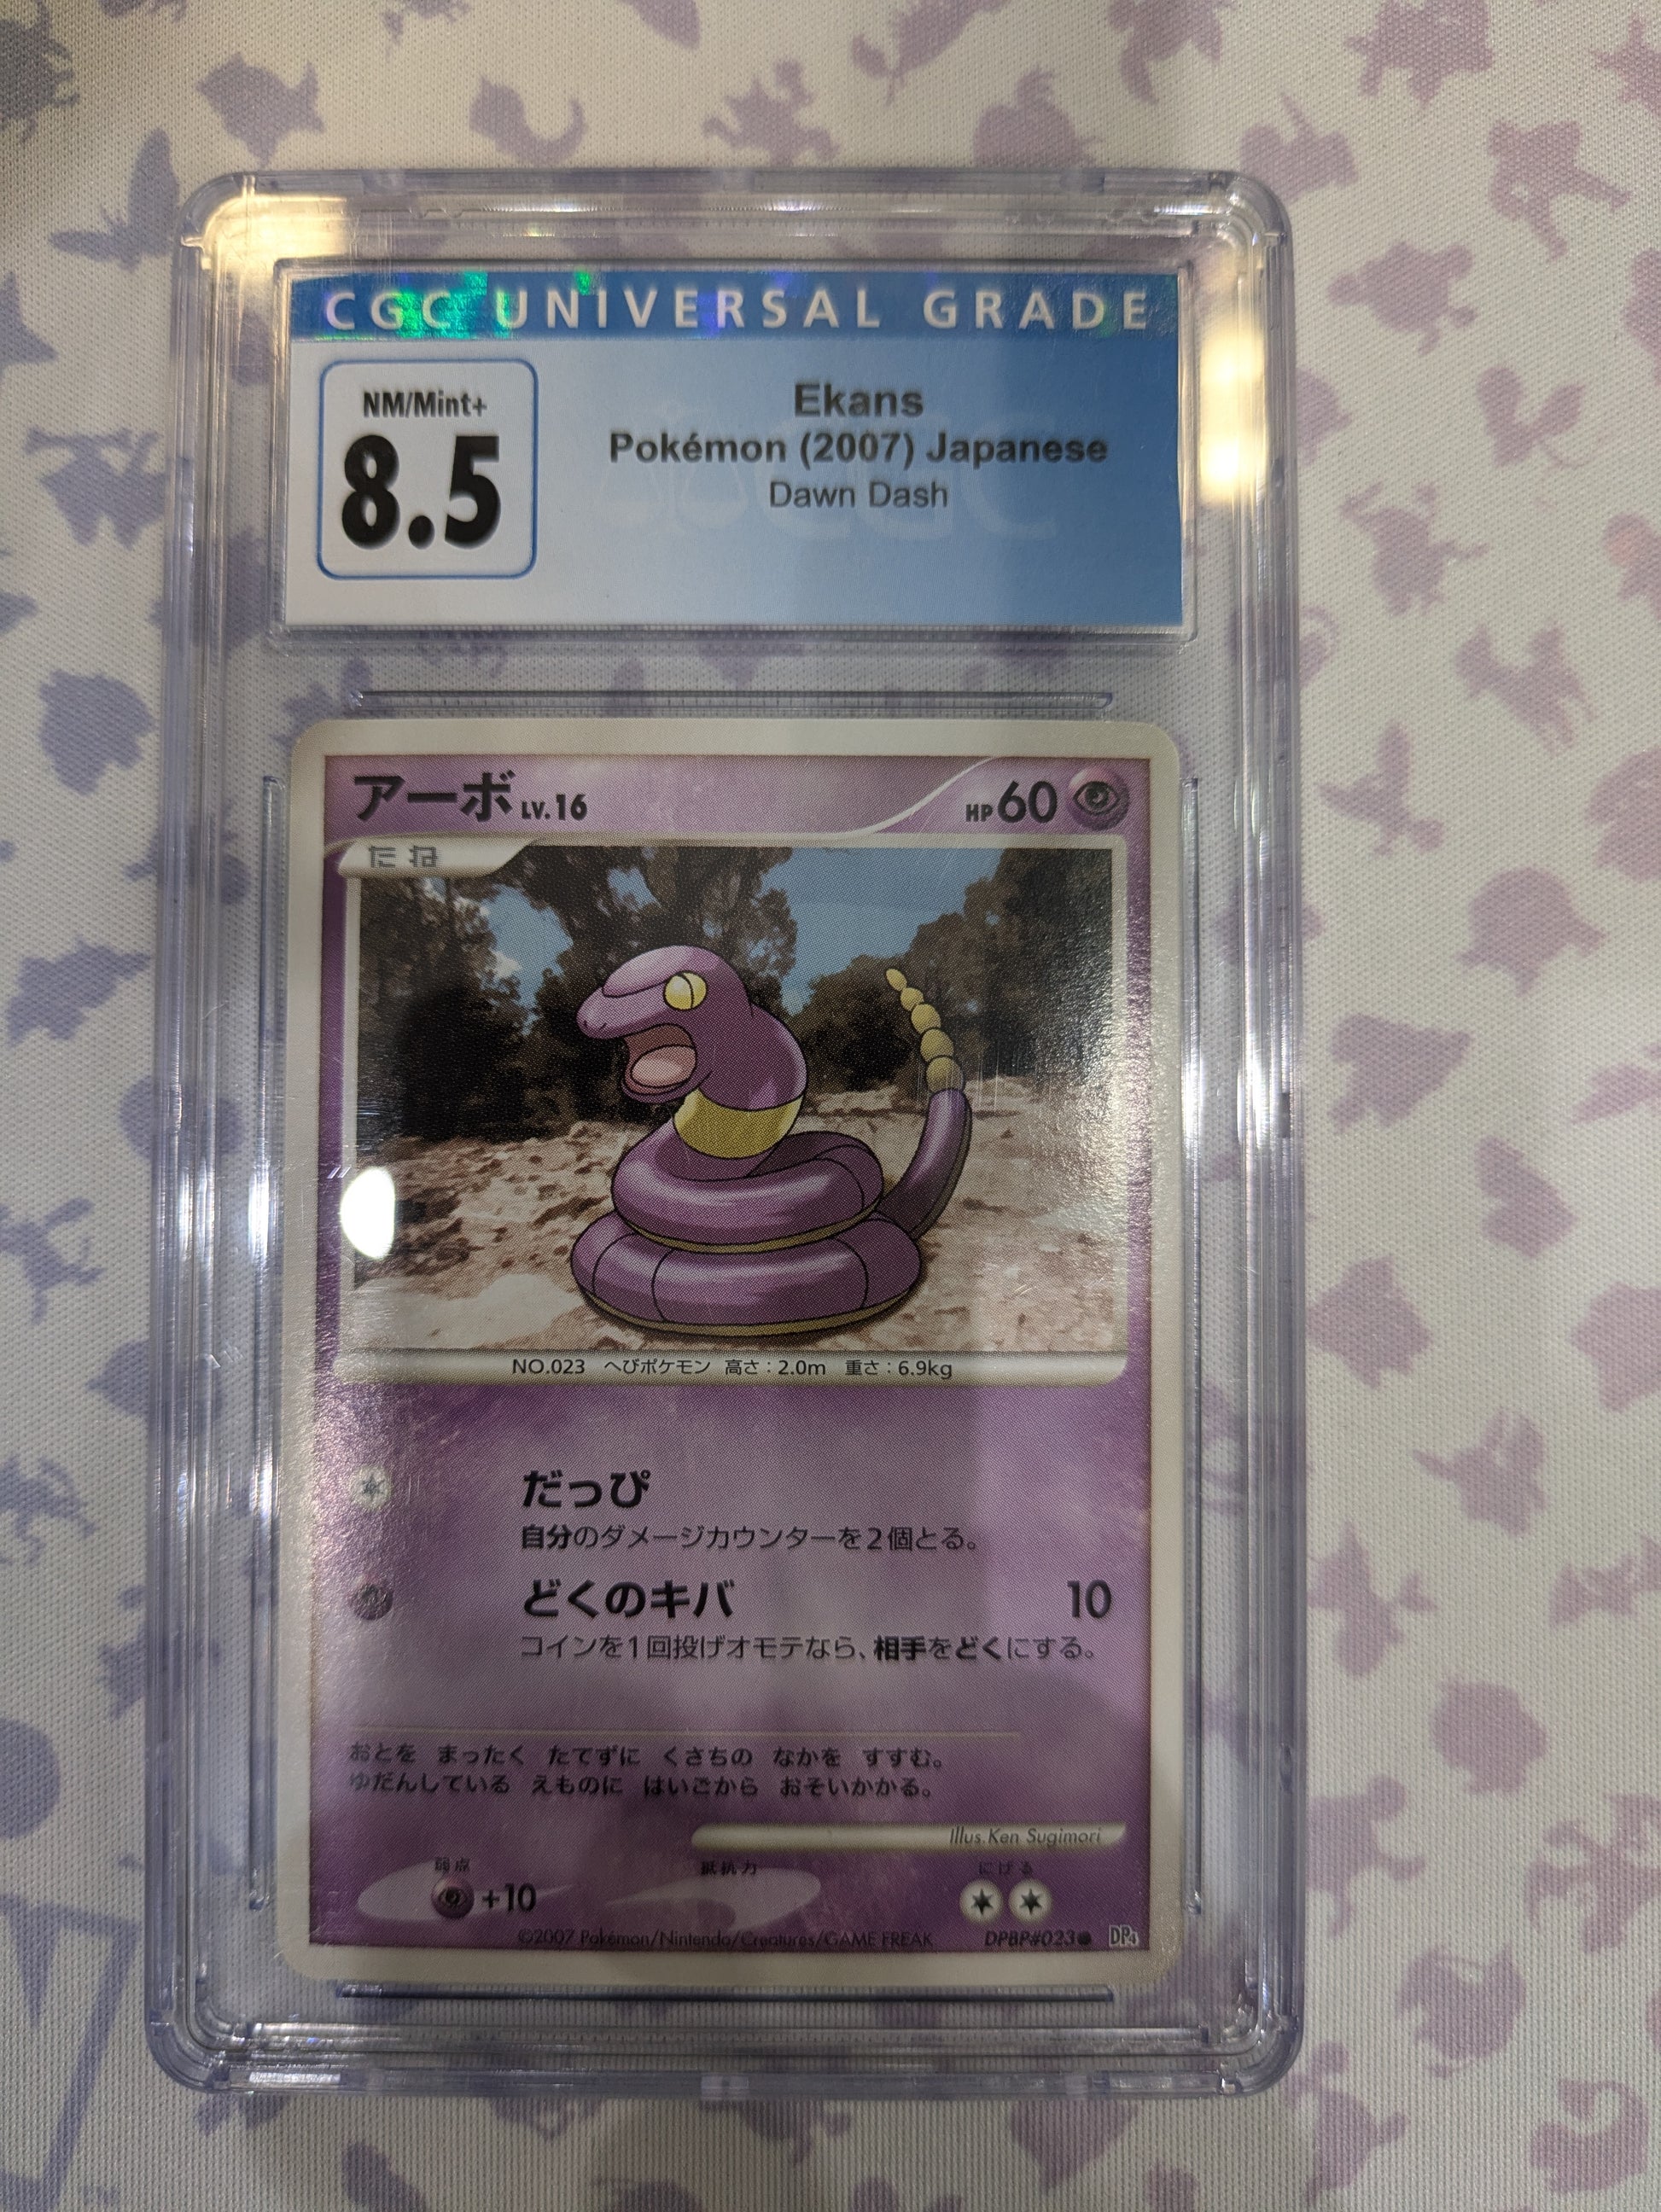 CGC UNIVERSAL GRADE
NM/Mint+
8.5
Ekans
Pokémon (2007) Japanese
Dawn Dash
アーボ LV.16
HP 60
たね
NO.023 へびポケモン 高さ:2.0m 重さ:6.9kg
だっぴ
自分のダメージカウンターを2個とる。
どくのキバ 10
コインを1回投げオモテなら、相手をどくにする。
おとを まったく たてずに くさちの なかを すすむ。
ゆだんしている えものに はいごから おそいかかる。
Illus. Ken Sugimori
弱点 抵抗力 にげる
+10
©2007 Pokémon/Nintendo/Creatures/GAME FREAK DPBP#023 DP4